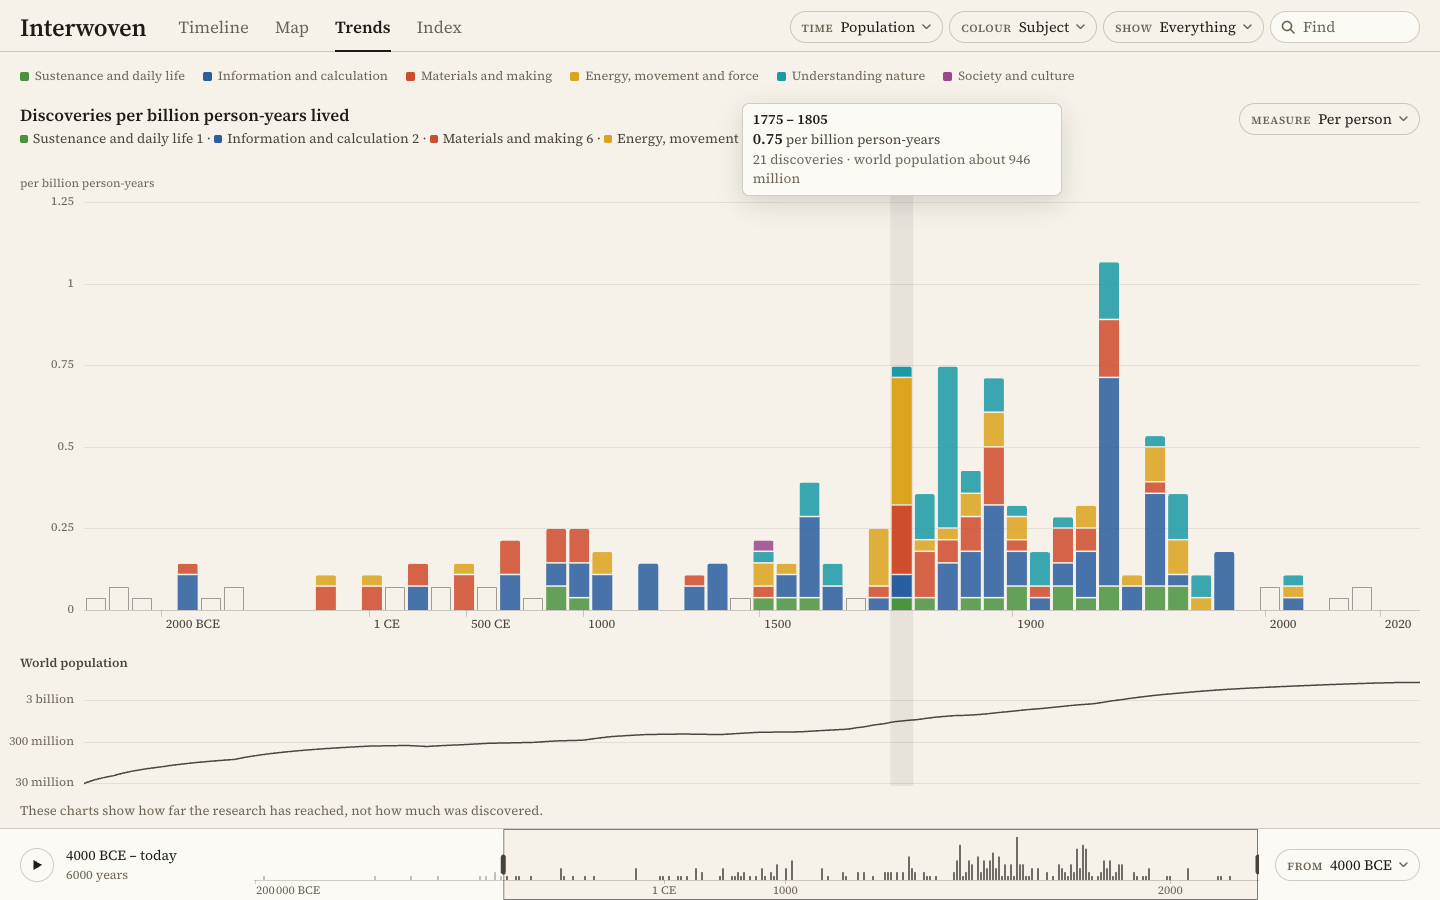 Interwoven Timeline Map Trends Index TIME Population COLOUR Subject SHOW Everything Find
Sustenance and daily life Information and calculation Materials and making Energy, movement and force Understanding nature Society and culture
Discoveries per billion person-years lived
Sustenance and daily life 1 · Information and calculation 2 · Materials and making 6 · Energy, movement
1775 – 1805
0.75 per billion person-years
21 discoveries · world population about 946
million
MEASURE Per person
per billion person-years
1.25
1
0.75
0.5
0.25
0
2000 BCE 1 CE 500 CE 1000 1500 1900 2000 2020
World population
3 billion
300 million
30 million
These charts show how far the research has reached, not how much was discovered.
4000 BCE – today
6000 years
200 000 BCE 1 CE 1000 2000
FROM 4000 BCE